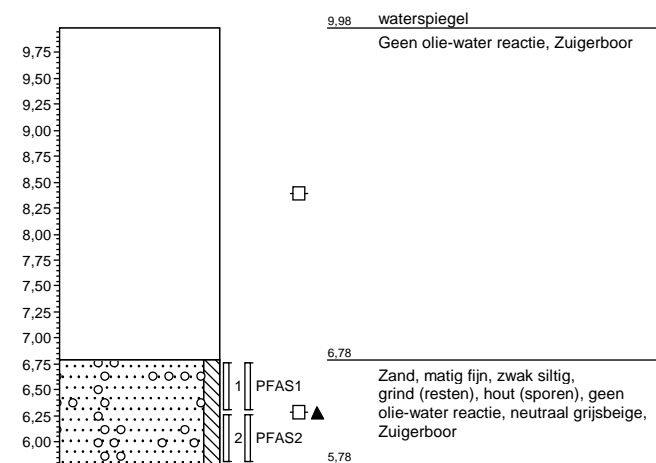 9,98 waterspiegel
Geen olie-water reactie, Zuigerboor
9,75
9,50
9,25
9,00
8,75
8,50
8,25
8,00
7,75
7,50
7,25
7,00
6,78
6,75
6,50
6,25
6,00
1 PFAS1
2 PFAS2
Zand, matig fijn, zwak siltig,
grind (resten), hout (sporen), geen
olie-water reactie, neutraal grijsbeige,
Zuigerboor
5,78